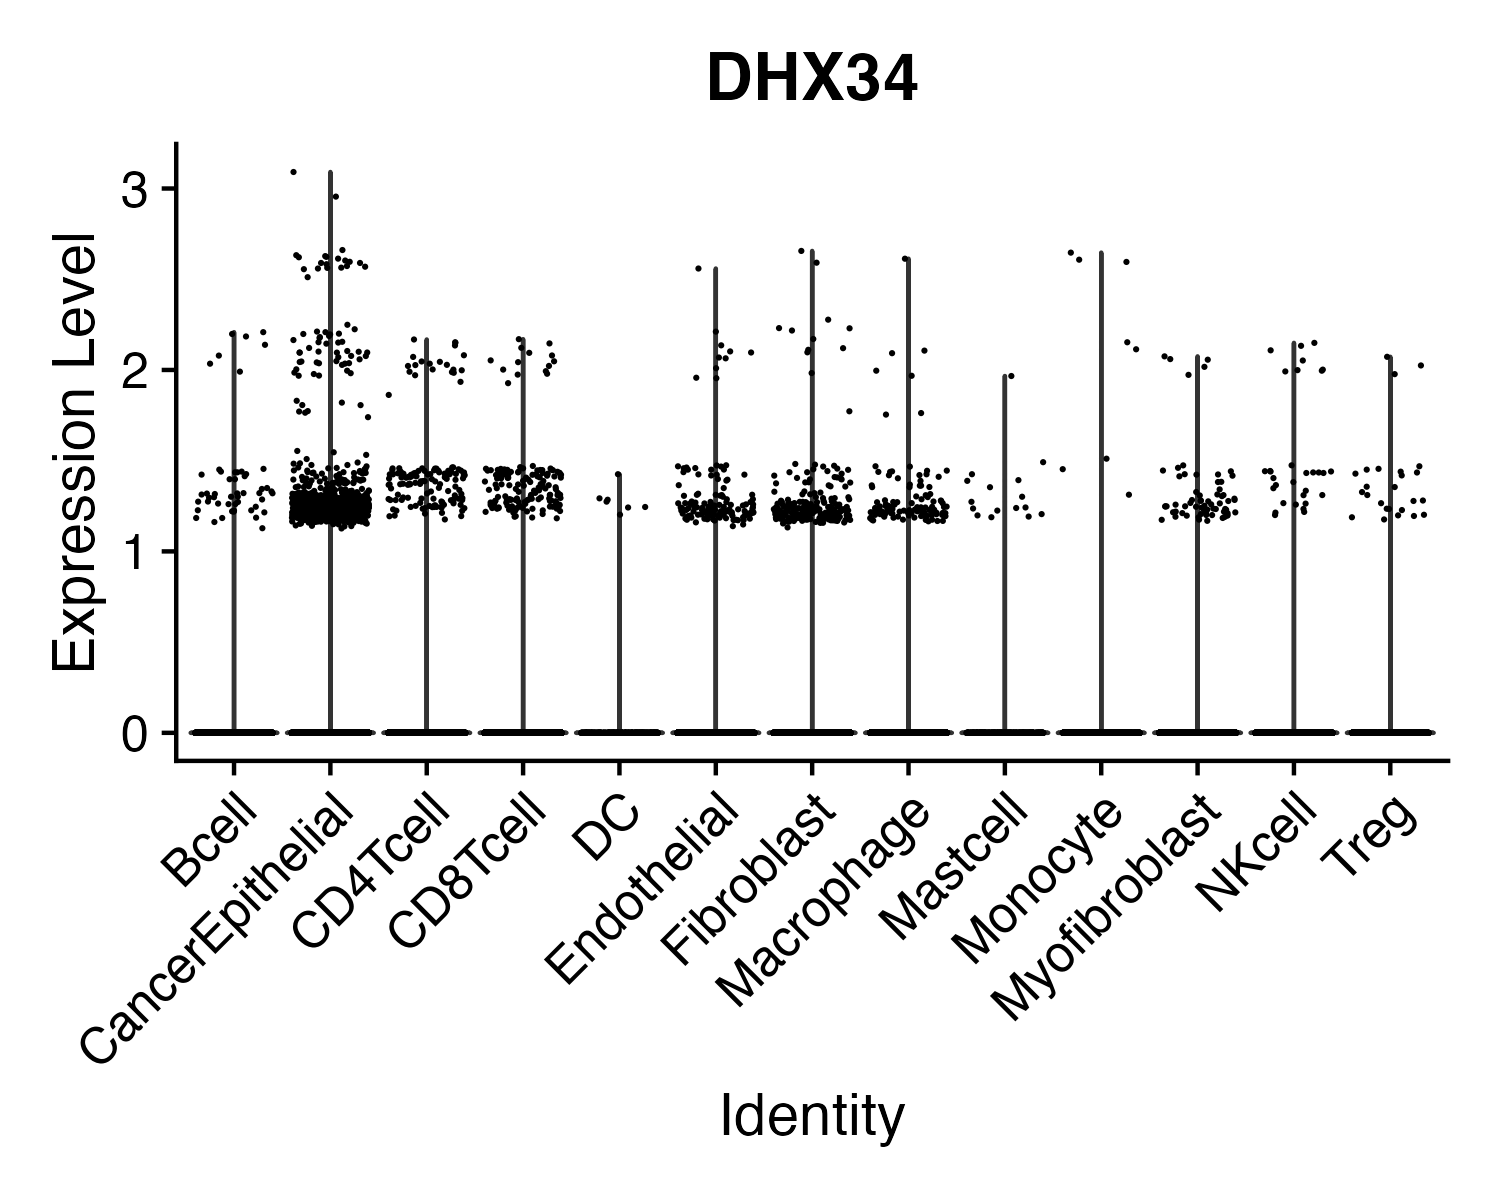 DHX34
Expression Level
3
2
1
0
Bcell
CancerEpithelial
CD4Tcell
CD8Tcell
DC
Endothelial
Fibroblast
Macrophage
Mastcell
Monocyte
Myofibroblast
NKcell
Treg
Identity